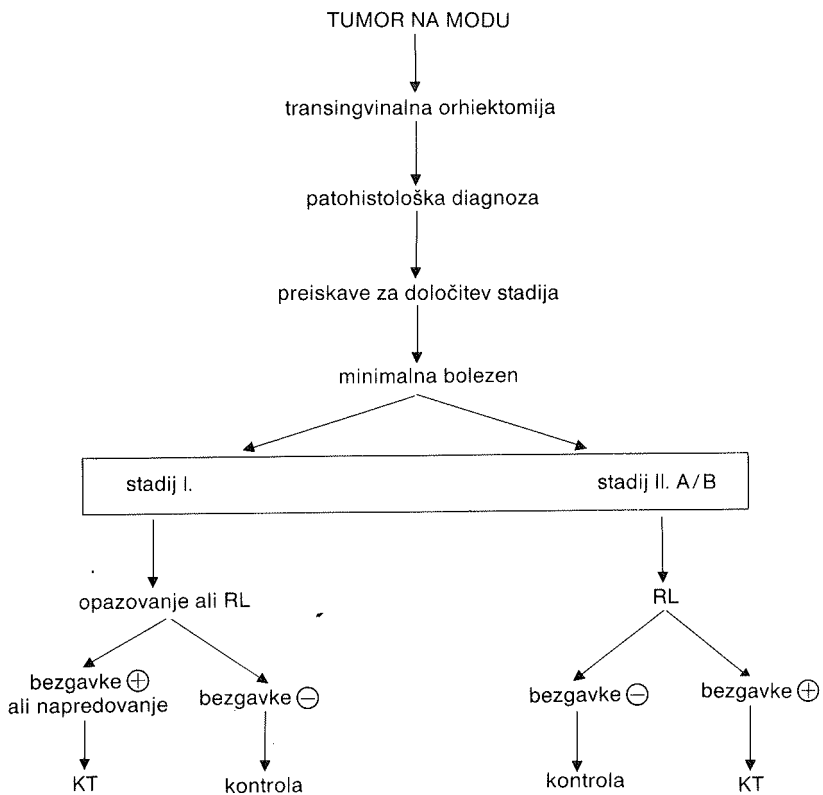 TUMOR NA MODU
transingvinalna orhiektomija
patohistološka diagnoza
preiskave za določitev stadija
minimalna bolezen
stadij I.
stadij II. A/B
opazovanje ali RL
RL
bezgavke ⊕
ali napredovanje
bezgavke ⊖
bezgavke ⊖
bezgavke ⊕
KT
kontrola
kontrola
KT